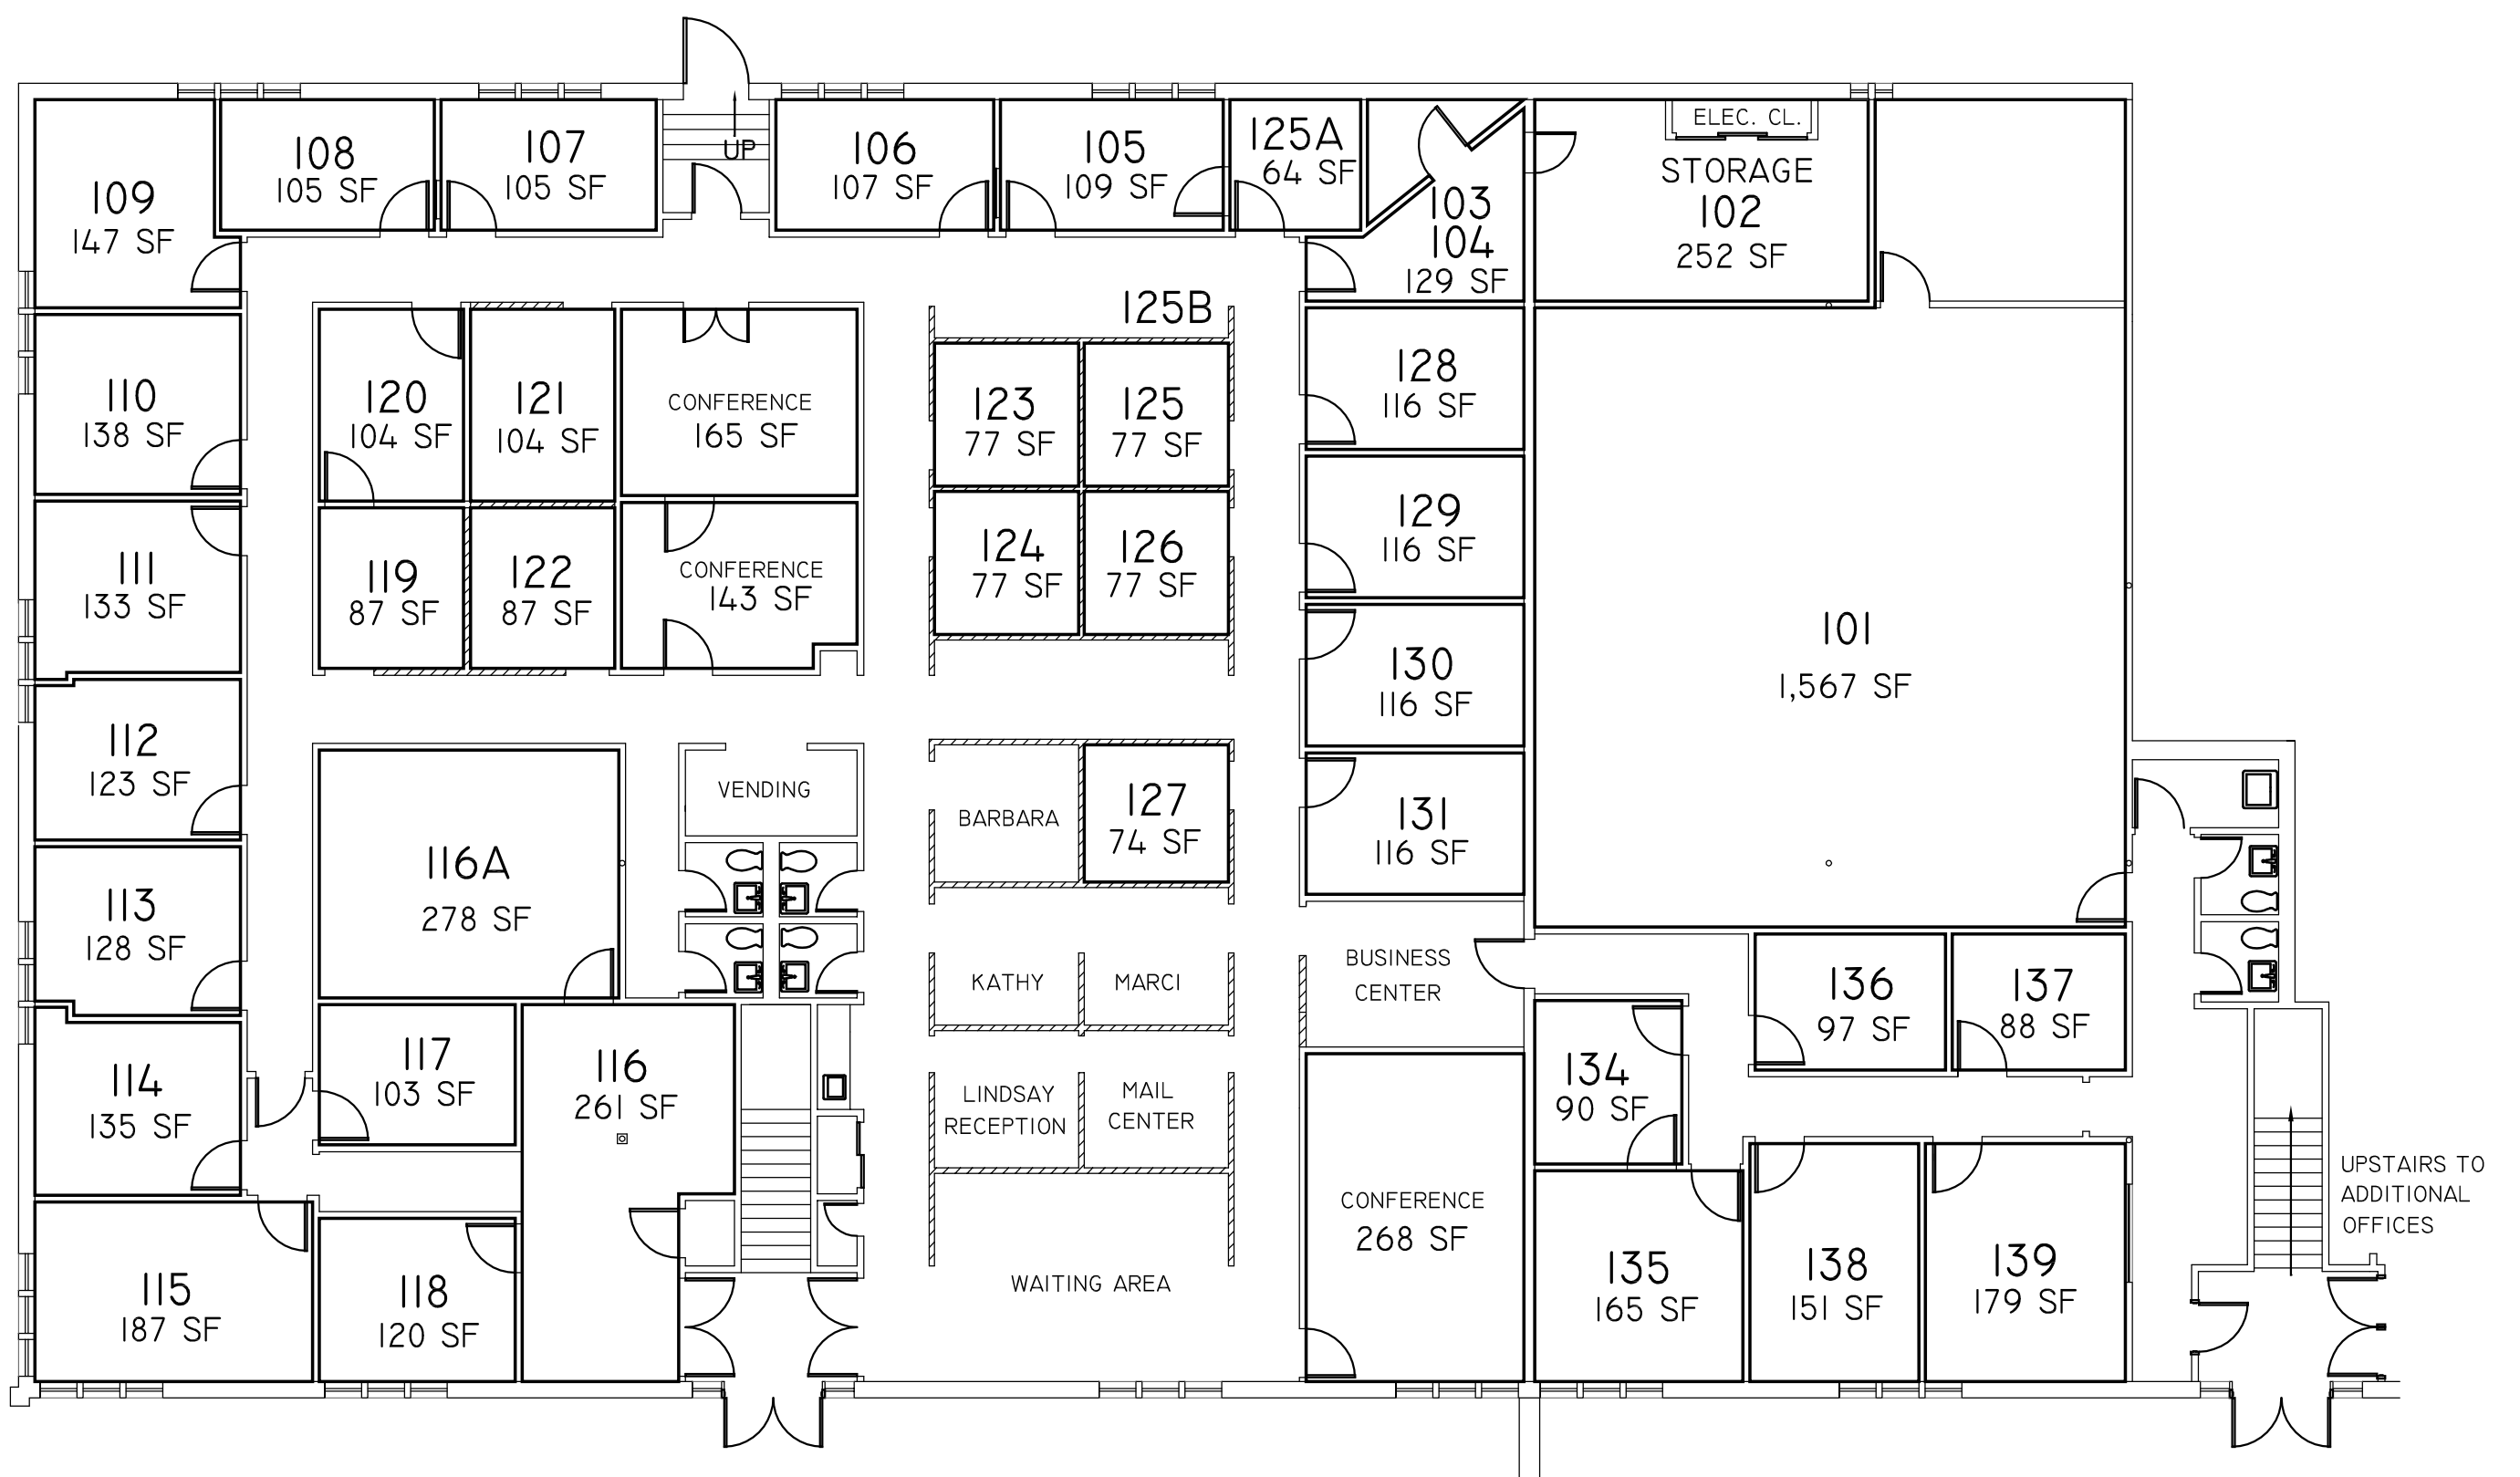 108
105 SF
107
105 SF
UP
106
107 SF
105
109 SF
125A
64 SF
ELEC. CL.
STORAGE
102
252 SF
109
147 SF
103
104
129 SF
125B
110
138 SF
120
104 SF
121
104 SF
CONFERENCE
165 SF
123
77 SF
125
77 SF
128
116 SF
111
133 SF
119
87 SF
122
87 SF
CONFERENCE
143 SF
124
77 SF
126
77 SF
129
116 SF
101
1,567 SF
130
116 SF
112
123 SF
VENDING
BARBARA
127
74 SF
131
116 SF
116A
278 SF
113
128 SF
KATHY
MARCI
BUSINESS
CENTER
136
97 SF
137
88 SF
114
135 SF
117
103 SF
116
261 SF
LINDSAY
RECEPTION
MAIL
CENTER
134
90 SF
CONFERENCE
268 SF
UPSTAIRS TO
ADDITIONAL
OFFICES
115
187 SF
118
120 SF
WAITING AREA
135
165 SF
138
151 SF
139
179 SF